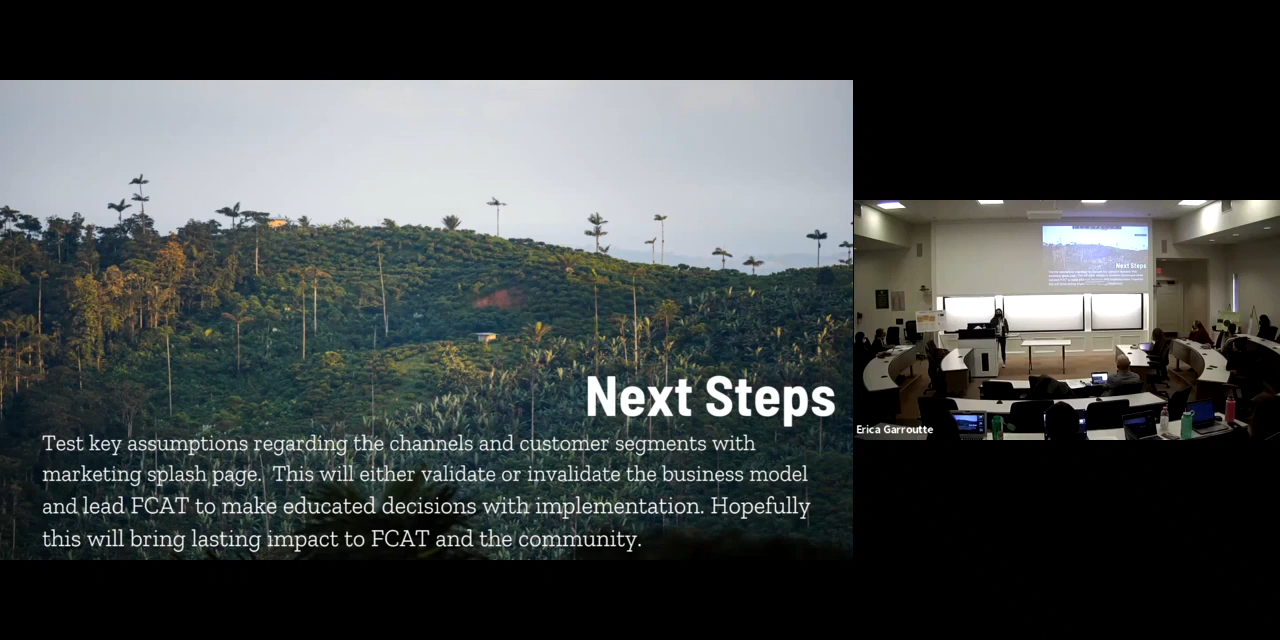 Next Steps
Test key assumptions regarding the channels and customer segments with
marketing splash page.  This will either validate or invalidate the business model
and lead FCAT to make educated decisions with implementation. Hopefully
this will bring lasting impact to FCAT and the community.
Next Steps
Erica Garroutte